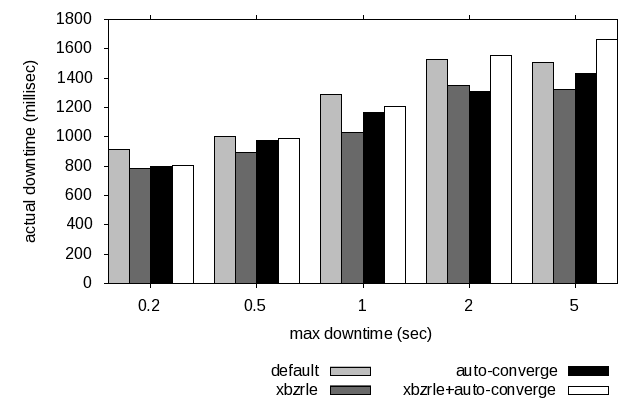 1800
1600
1400
1200
1000
800
600
400
200
0
actual downtime (millisec)
0.2 0.5 1 2 5
max downtime (sec)
default auto-converge
xbzrle xbzrle+auto-converge